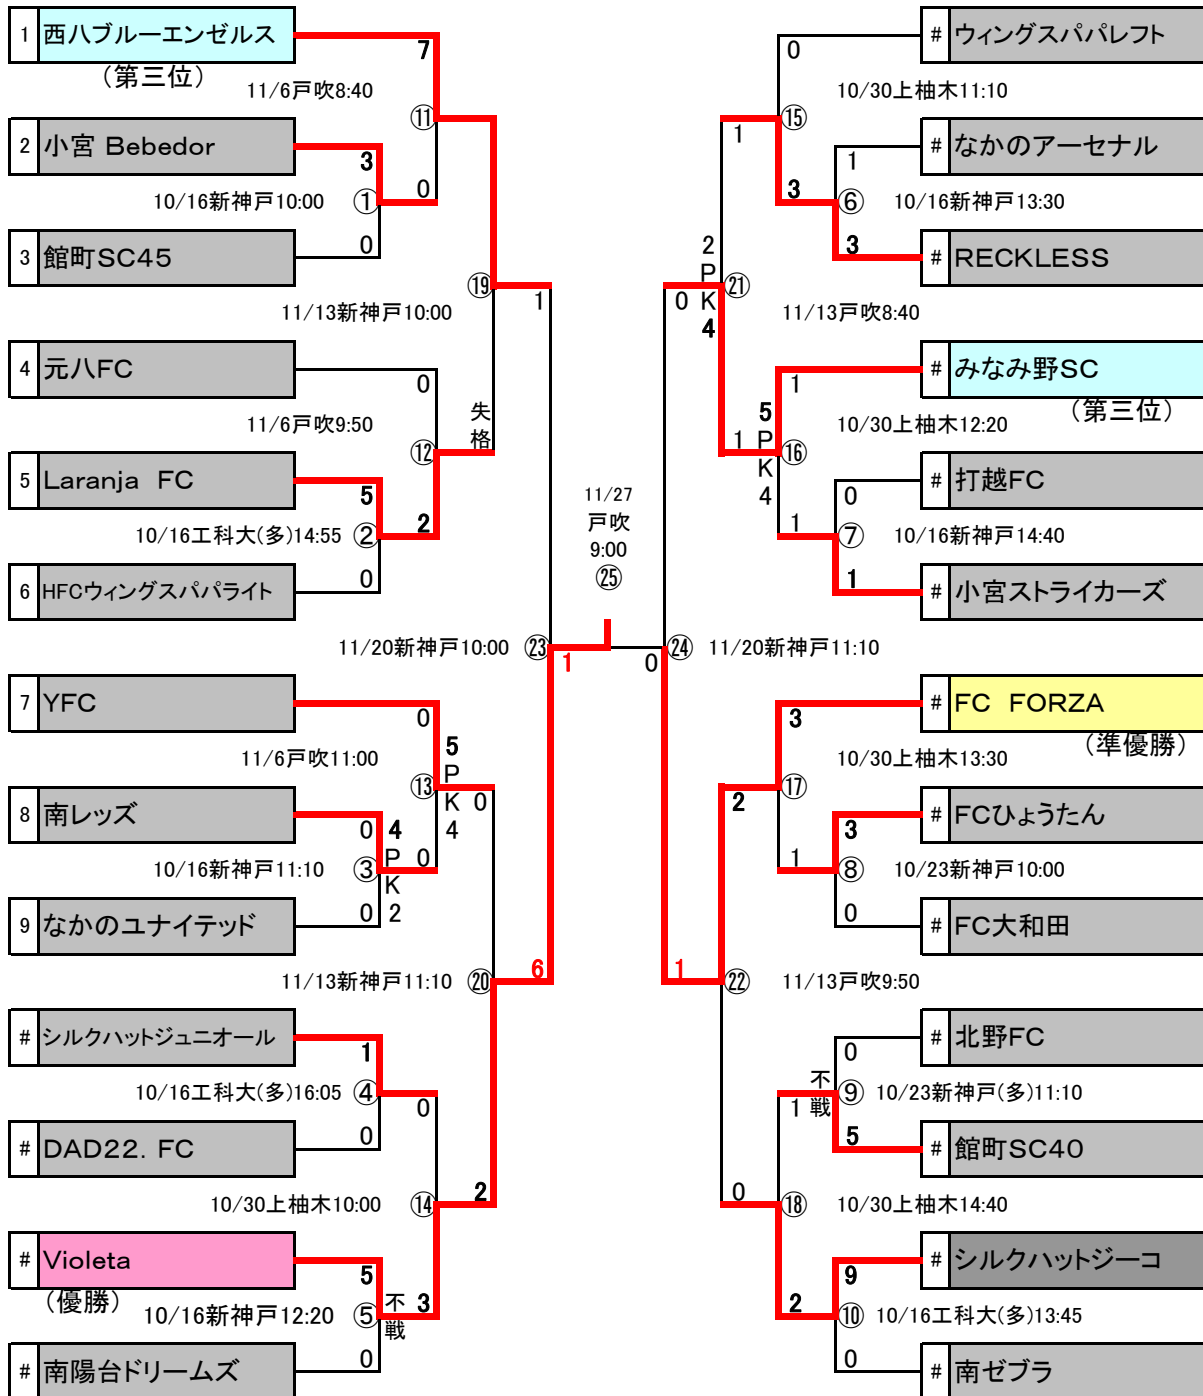 1 西八ブルーエンゼルス
(第三位)
7
11/6戸吹8:40
⑪
2 小宮 Bebedor
3
0
10/16新神戸10:00
①
3 館町SC45
0
⑲
1
11/13新神戸10:00
4 元八FC
0
失格
11/6戸吹9:50
⑫
5 Laranja FC
5
2
10/16工科大(多)14:55
②
6 HFCウィングスパパライト
0
11/20新神戸10:00
㉓
1
7 YFC
0
5
PK
4
11/6戸吹11:00
⑬
0
8 南レッズ
0
4
PK
2
0
10/16新神戸11:10
③
9 なかのユナイテッド
0
11/13新神戸11:10
⑳
6
# シルクハットジュニオール
1
10/16工科大(多)16:05
④
0
# DAD22. FC
0
10/30上柚木10:00
⑭
2
# Violeta
(優勝)
5
不戦
3
10/16新神戸12:20
⑤
# 南陽台ドリームズ
0
11/27
戸吹
9:00
㉕
# ウィングスパパレフト
0
10/30上柚木11:10
⑮
1
# なかのアーセナル
1
3
⑥
10/16新神戸13:30
# RECKLESS
3
2
PK
4
㉑
0
11/13戸吹8:40
# みなみ野SC
(第三位)
1
5
PK
4
10/30上柚木12:20
⑯
1
# 打越FC
0
1
⑦
10/16新神戸14:40
# 小宮ストライカーズ
1
0
㉔
11/20新神戸11:10
# FC FORZA
(準優勝)
3
10/30上柚木13:30
⑰
2
# FCひょうたん
3
1
⑧
10/23新神戸10:00
# FC大和田
0
1
㉒
11/13戸吹9:50
# 北野FC
0
不戦
1
⑨
10/23新神戸(多)11:10
# 館町SC40
5
0
⑱
10/30上柚木14:40
# シルクハットジーコ
9
2
⑩
10/16工科大(多)13:45
# 南ゼブラ
0